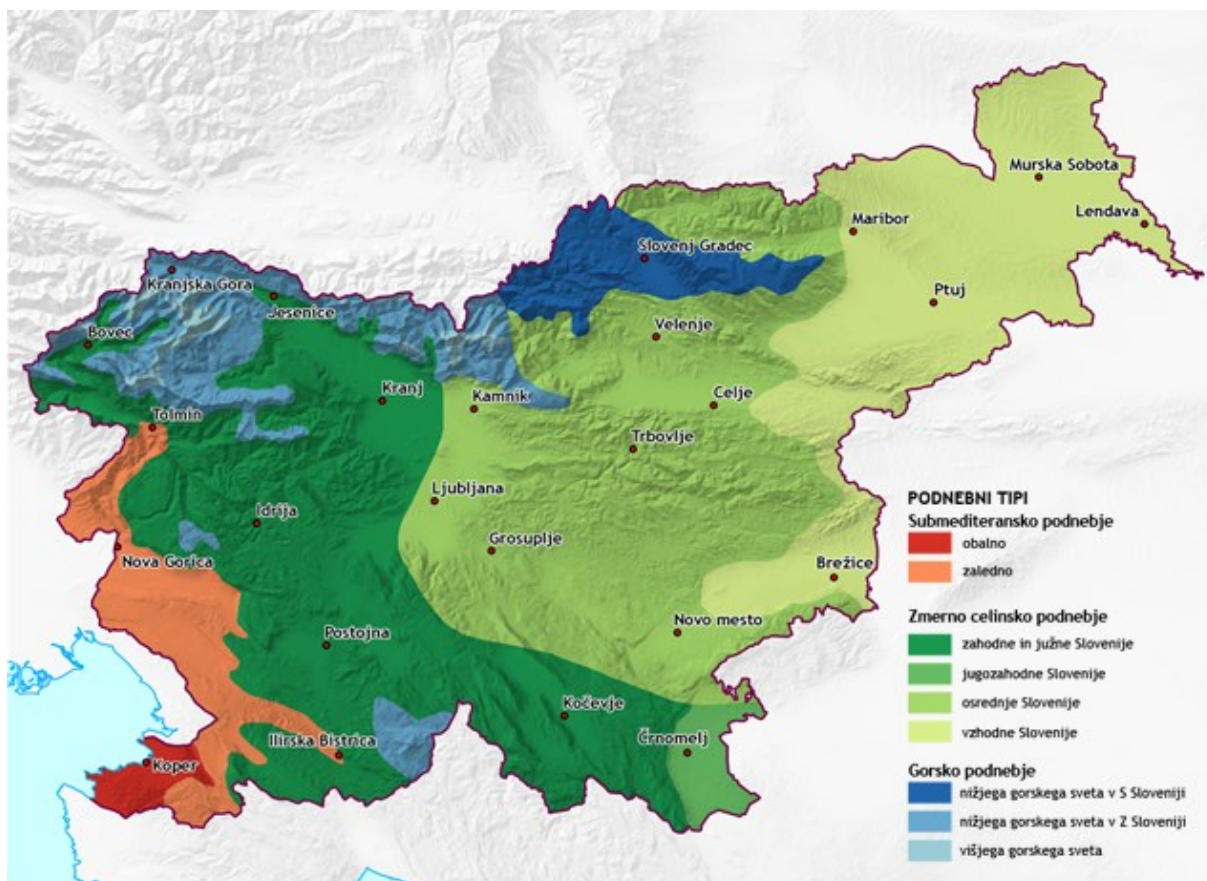 Murska Sobota
Lendava
Maribor
Slovenj Gradec
Kranjska Gora
Jesenice
Ptuj
Bovec
Velenje
Kranj
Kamnik
Celje
Tolmin
Trbovlje
Ljubljana
Idrija
Grosuplje
Nova Gorica
Brežice
Novo mesto
Postojna
Kočevje
Ilirska Bistrica
Črnomelj
Koper
PODNEBNI TIPI
Submediteransko podnebje
obalno
zaledno
Zmerno celinsko podnebje
zahodne in južne Slovenije
jugozahodne Slovenije
osrednje Slovenije
vzhodne Slovenije
Gorsko podnebje
nižjega gorskega sveta v S Sloveniji
nižjega gorskega sveta v Z Sloveniji
višjega gorskega sveta